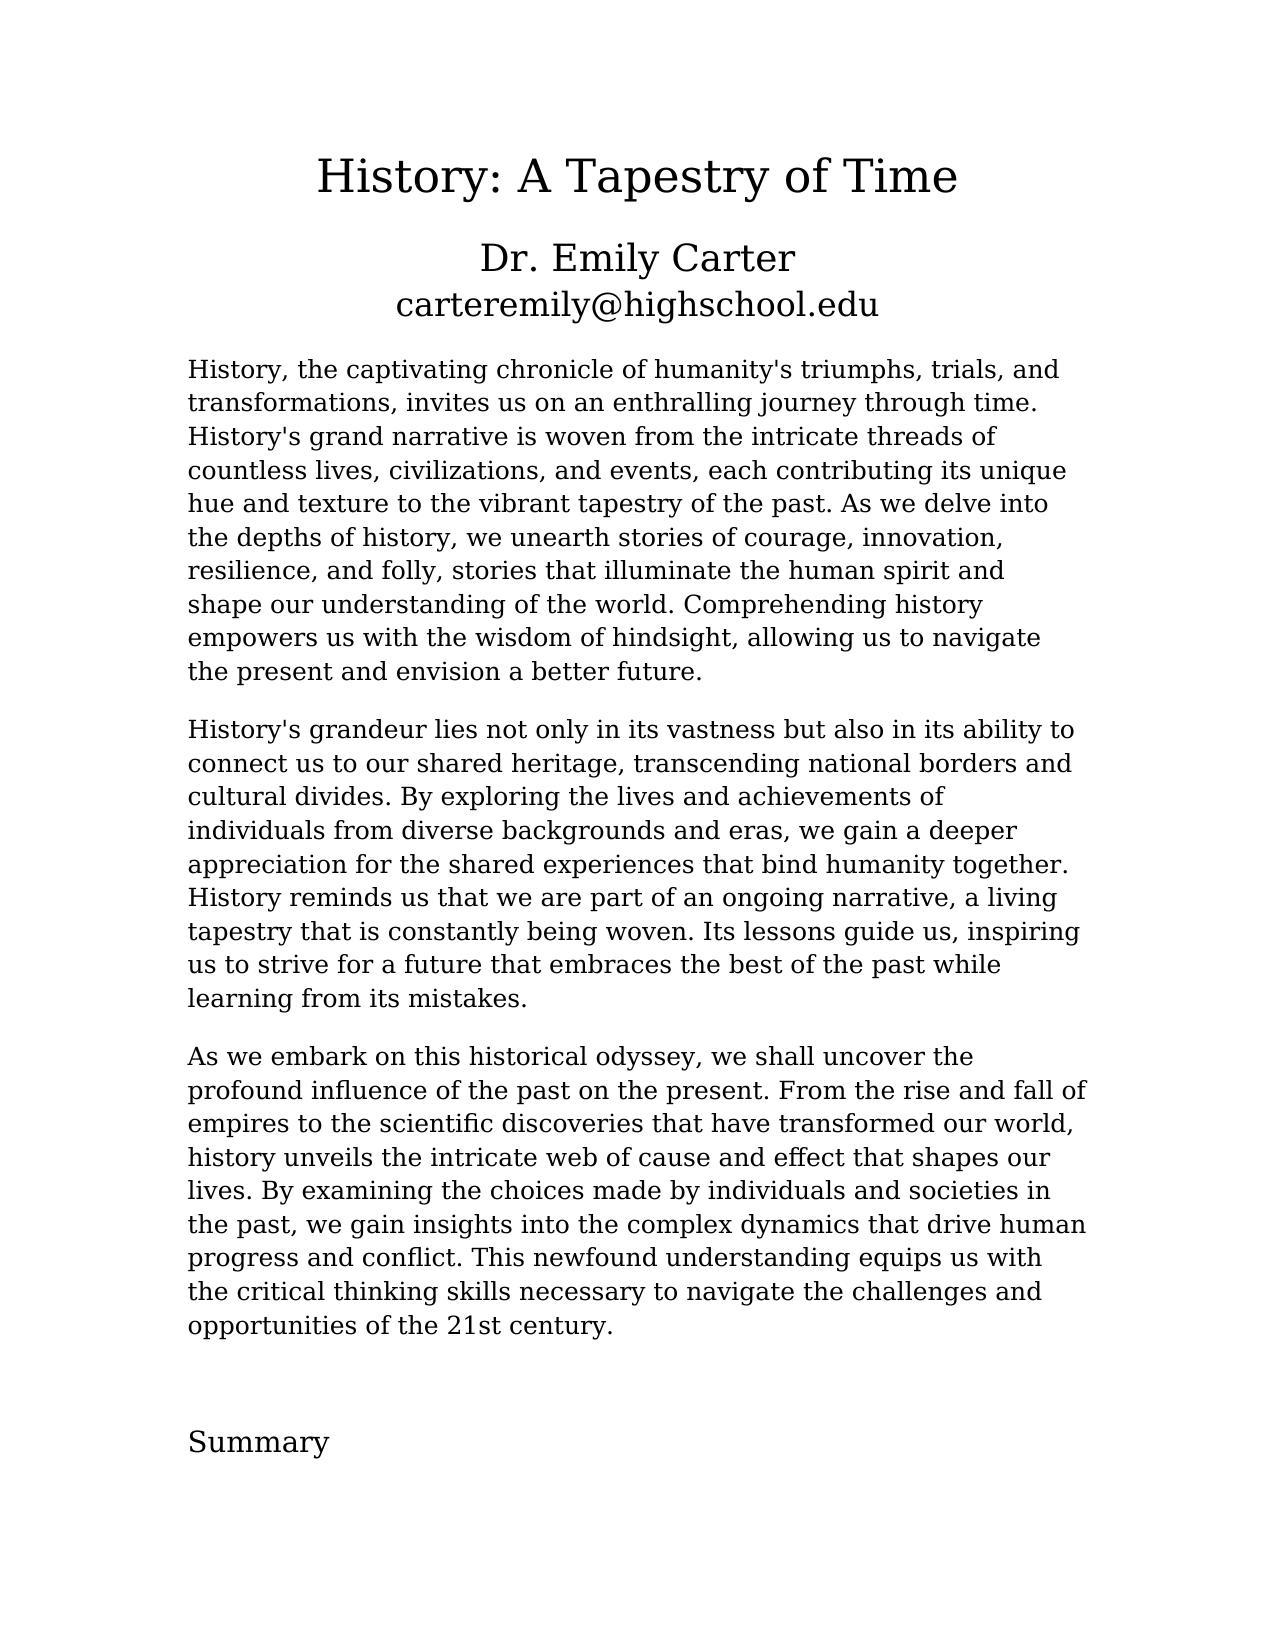 History: A Tapestry of Time
Dr. Emily Carter
carteremily@highschool.edu
History, the captivating chronicle of humanity's triumphs, trials, and
transformations, invites us on an enthralling journey through time.
History's grand narrative is woven from the intricate threads of
countless lives, civilizations, and events, each contributing its unique
hue and texture to the vibrant tapestry of the past. As we delve into
the depths of history, we unearth stories of courage, innovation,
resilience, and folly, stories that illuminate the human spirit and
shape our understanding of the world. Comprehending history
empowers us with the wisdom of hindsight, allowing us to navigate
the present and envision a better future.
History's grandeur lies not only in its vastness but also in its ability to
connect us to our shared heritage, transcending national borders and
cultural divides. By exploring the lives and achievements of
individuals from diverse backgrounds and eras, we gain a deeper
appreciation for the shared experiences that bind humanity together.
History reminds us that we are part of an ongoing narrative, a living
tapestry that is constantly being woven. Its lessons guide us, inspiring
us to strive for a future that embraces the best of the past while
learning from its mistakes.
As we embark on this historical odyssey, we shall uncover the
profound influence of the past on the present. From the rise and fall of
empires to the scientific discoveries that have transformed our world,
history unveils the intricate web of cause and effect that shapes our
lives. By examining the choices made by individuals and societies in
the past, we gain insights into the complex dynamics that drive human
progress and conflict. This newfound understanding equips us with
the critical thinking skills necessary to navigate the challenges and
opportunities of the 21st century.
Summary